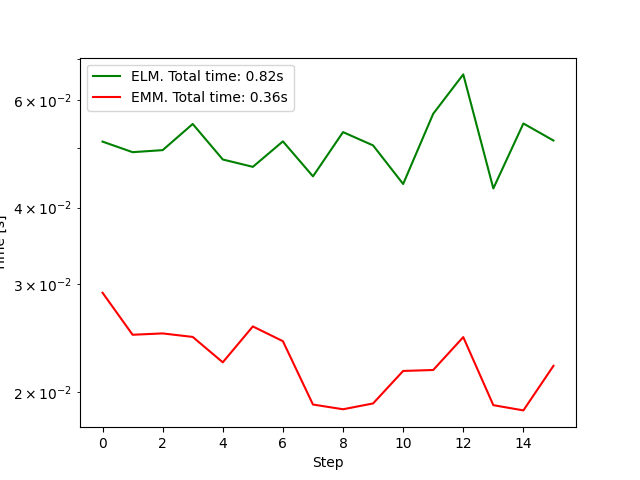 ELM. Total time: 0.82s
EMM. Total time: 0.36s
6 × 10⁻²
4 × 10⁻²
3 × 10⁻²
2 × 10⁻²
0 2 4 6 8 10 12 14
Step